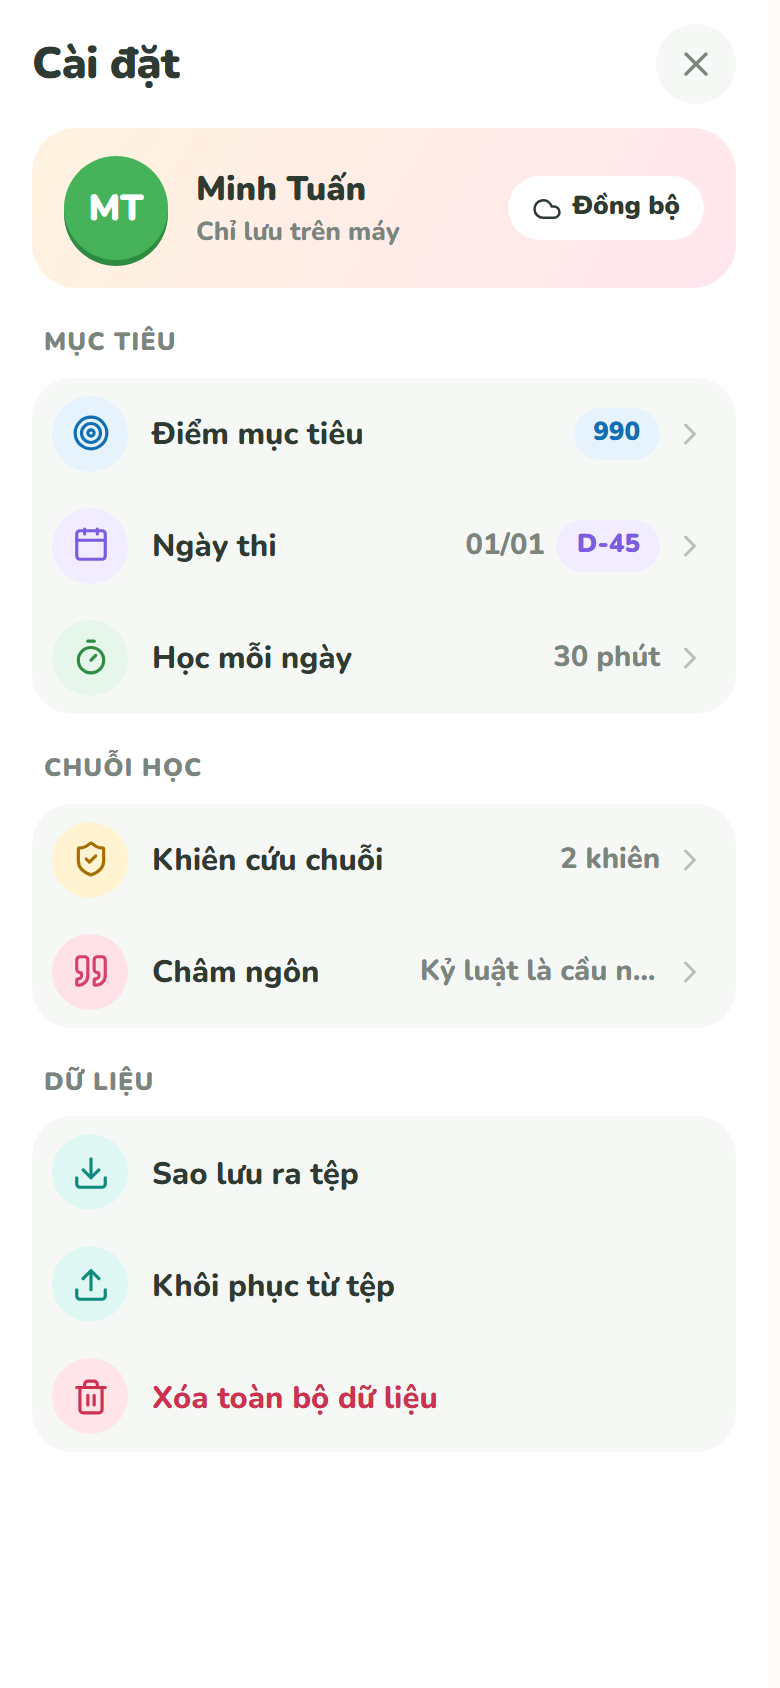 Cài đặt
MT
Minh Tuấn
Chỉ lưu trên máy
Đồng bộ
MỤC TIÊU
Điểm mục tiêu 990
Ngày thi 01/01 D-45
Học mỗi ngày 30 phút
CHUỖI HỌC
Khiên cứu chuỗi 2 khiên
Châm ngôn Kỷ luật là cầu n...
DỮ LIỆU
Sao lưu ra tệp
Khôi phục từ tệp
Xóa toàn bộ dữ liệu